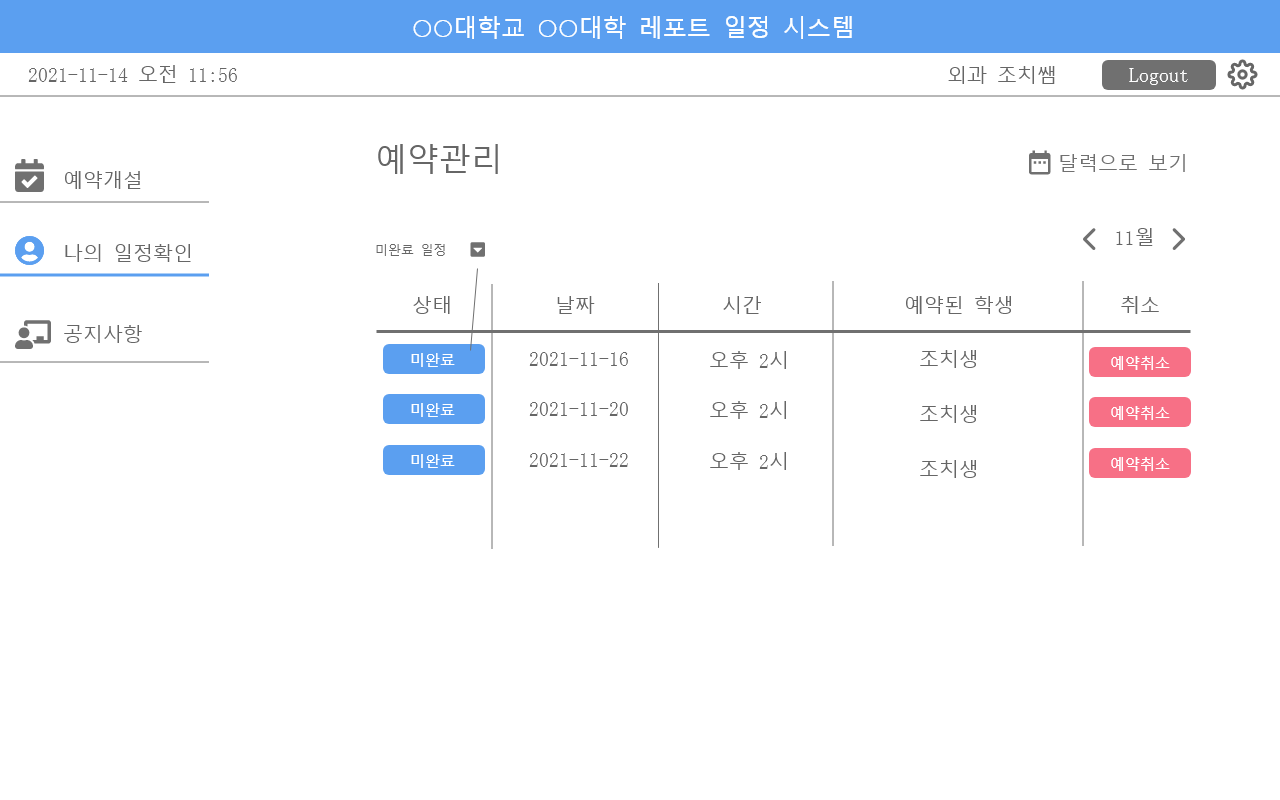 ○○대학교 ○○대학 레포트 일정 시스템
2021-11-14 오전 11:56 외과 조치쌤 Logout
예약개설
나의 일정확인
공지사항
예약관리
달력으로 보기
미완료 일정
11월
상태 날짜 시간 예약된 학생 취소
미완료 2021-11-16 오후 2시 조치생 예약취소
미완료 2021-11-20 오후 2시 조치생 예약취소
미완료 2021-11-22 오후 2시 조치생 예약취소